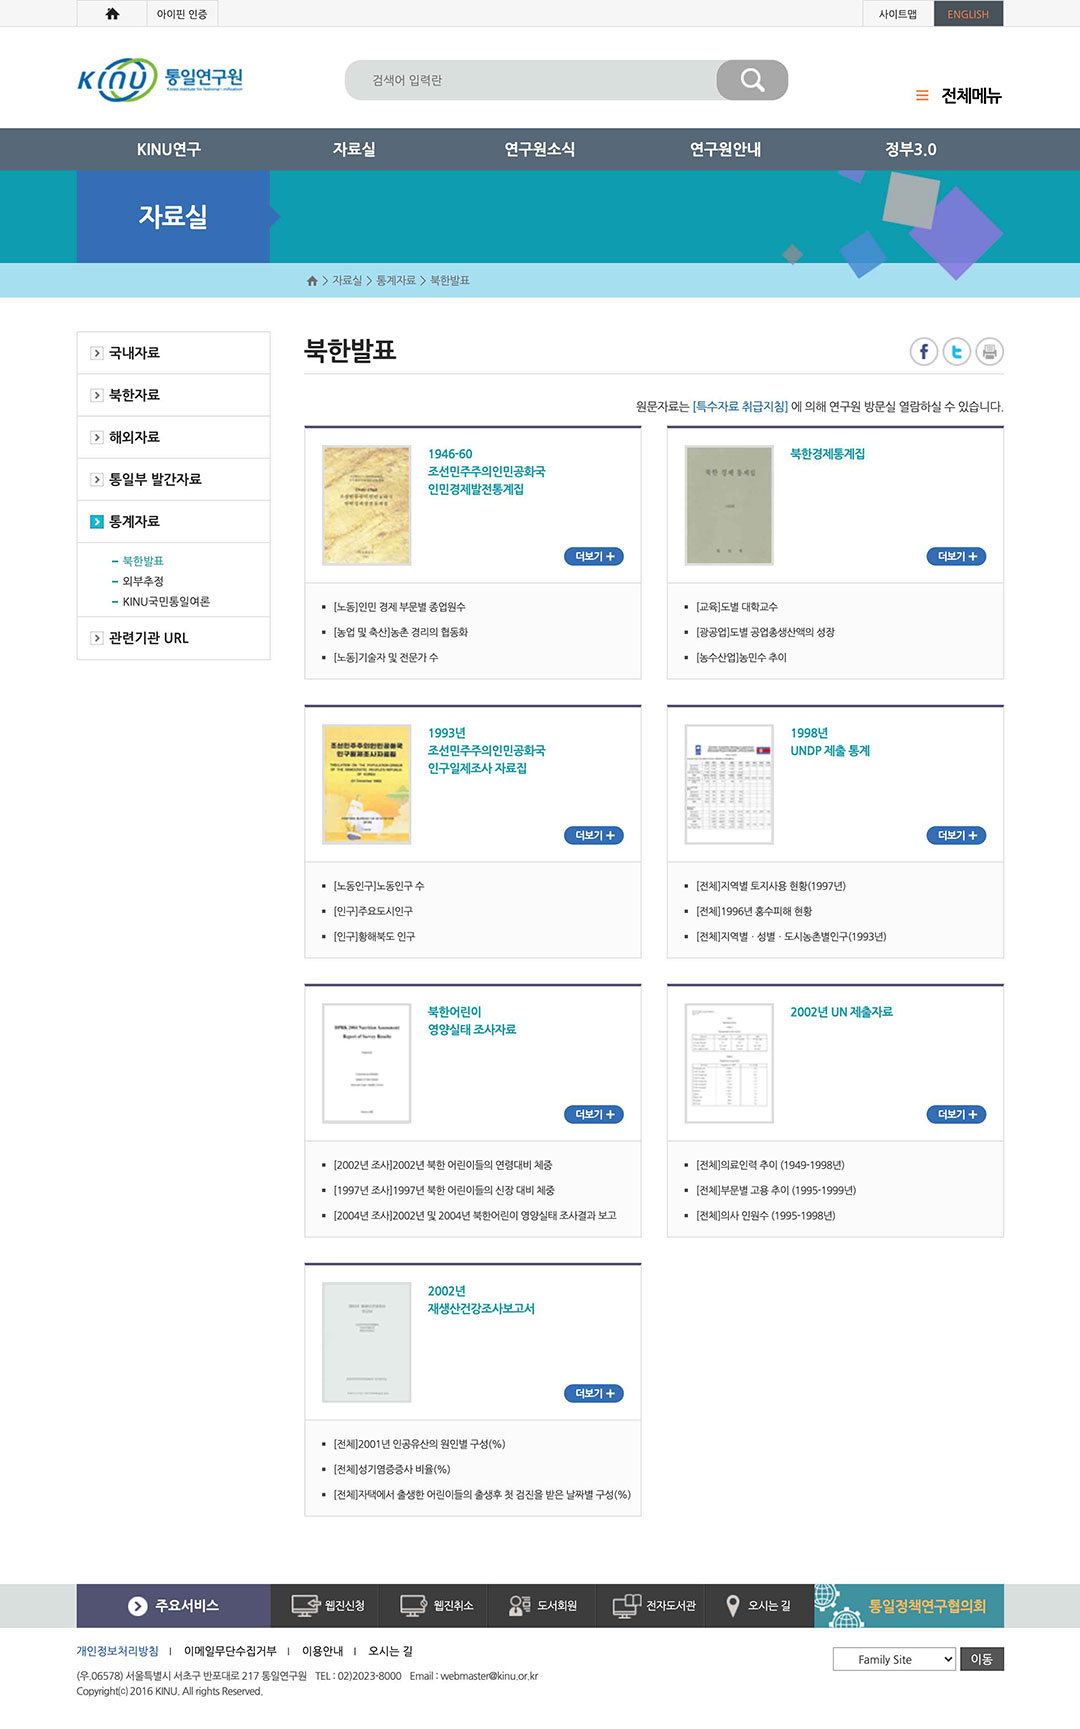 아이핀 인증
사이트맵
ENGLISH
KINU 통일연구원
Korea Institute for National Unification
검색어 입력란
전체메뉴
KINU연구
자료실
연구원소식
연구원안내
정부3.0
자료실
> 자료실 > 통계자료 > 북한발표
국내자료
북한자료
해외자료
통일부 발간자료
통계자료
북한발표
외부추정
KINU국민통일여론
관련기관 URL
북한발표
원문자료는 [특수자료 취급지침] 에 의해 연구원 방문실 열람하실 수 있습니다.
1946-60
조선민주주의인민공화국
인민경제발전통계집
더보기 +
[노동]인민 경제 부문별 종업원수
[농업 및 축산]농촌 경리의 협동화
[노동]기술자 및 전문가 수
북한 경제 통계집
북한경제통계집
더보기 +
[교육]도별 대학교수
[광공업]도별 공업총생산액의 성장
[농수산업]농민수 추이
조선민주주의인민공화국
인구일제조사자료집
1993년
조선민주주의인민공화국
인구일제조사 자료집
더보기 +
[노동인구]노동인구 수
[인구]주요도시인구
[인구]황해북도 인구
1998년
UNDP 제출 통계
더보기 +
[전체]지역별 토지사용 현황(1997년)
[전체]1996년 홍수피해 현황
[전체]지역별 · 성별 · 도시농촌별인구(1993년)
DPRK 2004 Nutrition Assessment
Report of Survey Results
북한어린이
영양실태 조사자료
더보기 +
[2002년 조사]2002년 북한 어린이들의 연령대비 체중
[1997년 조사]1997년 북한 어린이들의 신장 대비 체중
[2004년 조사]2002년 및 2004년 북한어린이 영양실태 조사결과 보고
2002년 UN 제출자료
더보기 +
[전체]의료인력 추이 (1949-1998년)
[전체]부문별 고용 추이 (1995-1999년)
[전체]의사 인원수 (1995-1998년)
2002년
재생산건강조사보고서
더보기 +
[전체]2001년 인공유산의 원인별 구성(%)
[전체]성기염증증사 비율(%)
[전체]자택에서 출생한 어린이들의 출생후 첫 검진을 받은 날짜별 구성(%)
주요서비스
웹진신청
웹진취소
도서회원
전자도서관
오시는 길
통일정책연구협의회
개인정보처리방침 | 이메일무단수집거부 | 이용안내 | 오시는 길
Family Site
이동
(우.06578) 서울특별시 서초구 반포대로 217 통일연구원 TEL : 02)2023-8000 Email : webmaster@kinu.or.kr
Copyright(c) 2016 KINU. All rights Reserved.